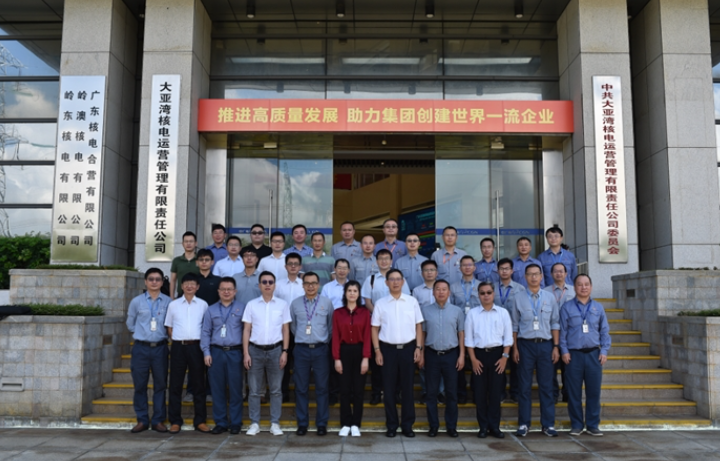 推进高质量发展 助力集团创建世界一流企业
广东核电合营有限公司
岭澳核电有限公司
岭东核电有限公司
大亚湾核电运营管理有限责任公司
中共大亚湾核电运营管理有限责任公司委员会